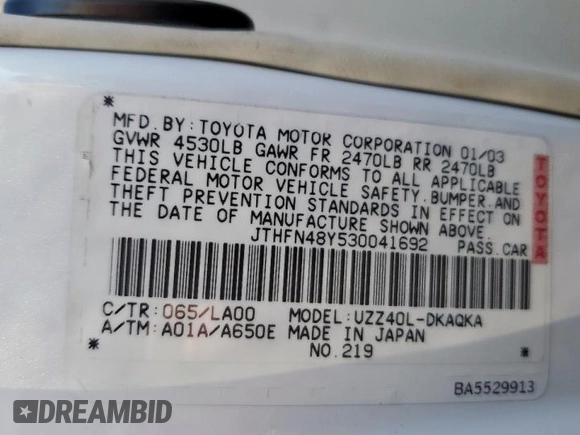 MFD. BY: TOYOTA MOTOR CORPORATION 01/03
GVWR 4530LB GAWR FR 2470LB RR 2470LB
THIS VEHICLE CONFORMS TO ALL APPLICABLE
FEDERAL MOTOR VEHICLE SAFETY, BUMPER, AND
THEFT PREVENTION STANDARDS IN EFFECT ON
THE DATE OF MANUFACTURE SHOWN ABOVE.
JTHFN48Y530041692 PASS. CAR
TOYOTA
C/TR: 065/LA00 MODEL: UZZ40L-DKAQKA
A/TM: A01A/A650E MADE IN JAPAN
NO. 219
BA5529913
DREAMBID